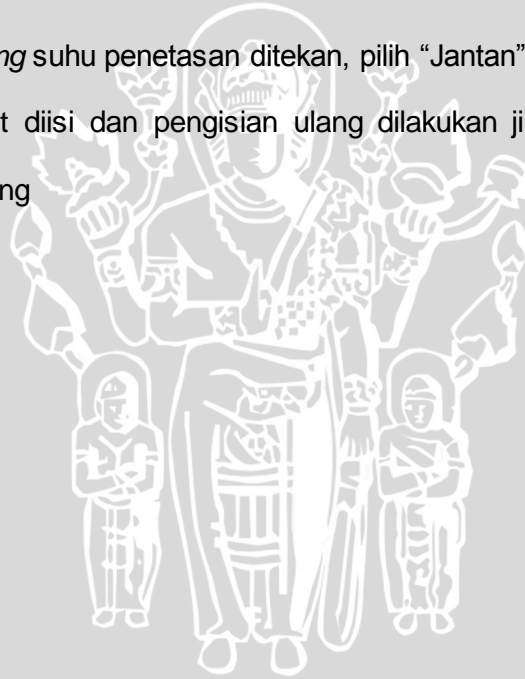 ng suhu penetasan ditekan, pilih “Jantan”
t diisi dan pengisian ulang dilakukan ji
ng